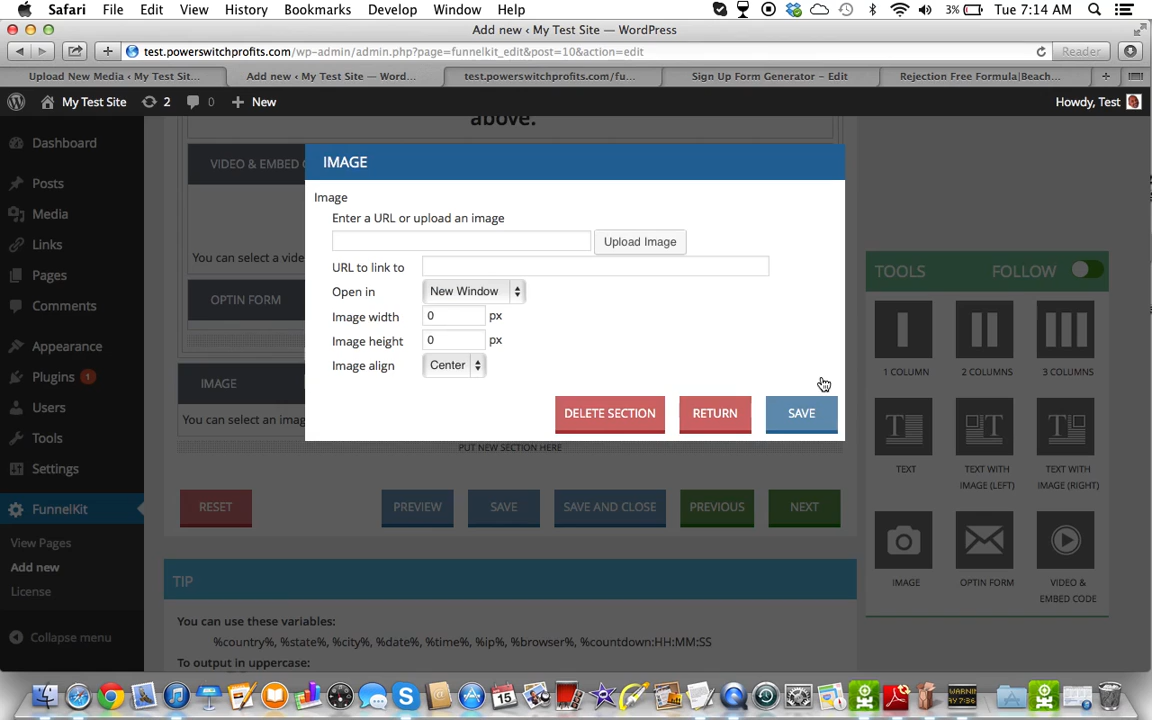 Safari File Edit View History Bookmarks Develop Window Help 3% Tue 7:14 AM
Add new ‹ My Test Site — WordPress
test.powerswitchprofits.com/wp-admin/admin.php?page=funnelkit_edit&post=10&action=edit Reader
Upload New Media ‹ My Test Sit... Add new ‹ My Test Site — Word... test.powerswitchprofits.com/fu... Sign Up Form Generator – Edit Rejection Free Formula|Beach...
My Test Site 2 0 + New Howdy, Test
Dashboard
Posts
Media
Links
Pages
Comments
Appearance
Plugins 1
Users
Tools
Settings
FunnelKit
View Pages
Add new
License
Collapse menu
above.
VIDEO & EMBED
You can select a vide
OPTIN FORM
IMAGE
You can select an imag
PUT NEW SECTION HERE
IMAGE
Image
Enter a URL or upload an image
Upload Image
URL to link to
Open in New Window
Image width 0 px
Image height 0 px
Image align Center
DELETE SECTION RETURN SAVE
RESET PREVIEW SAVE SAVE AND CLOSE PREVIOUS NEXT
TIP
You can use these variables:
%country%, %state%, %city%, %date%, %time%, %ip%, %browser%, %countdown:HH:MM:SS
To output in uppercase:
TOOLS FOLLOW
1 COLUMN 2 COLUMNS 3 COLUMNS
TEXT TEXT WITH IMAGE (LEFT) TEXT WITH IMAGE (RIGHT)
IMAGE OPTIN FORM VIDEO & EMBED CODE